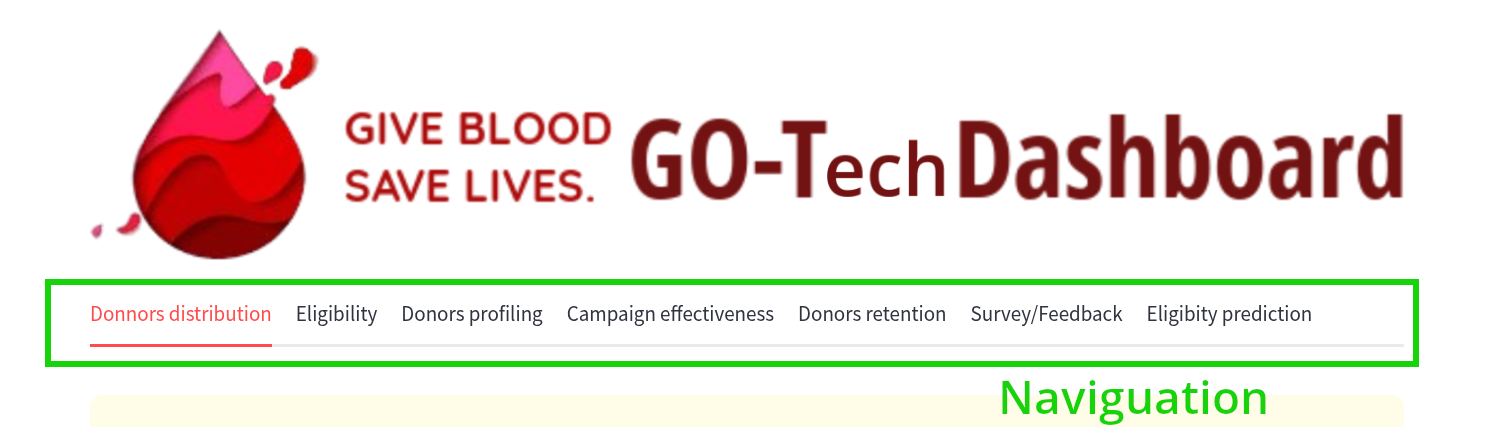 GIVE BLOOD
SAVE LIVES.
GO-Tech Dashboard
Donnors distribution Eligibility Donors profiling Campaign effectiveness Donors retention Survey/Feedback Eligibity prediction
Naviguation